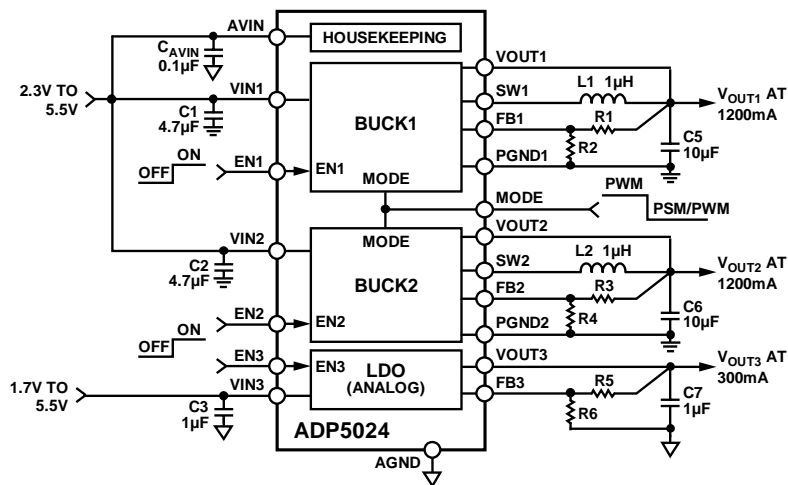 AVIN
HOUSEKEEPING
C_AVIN
0.1µF
VOUT1
L1 1µH
2.3V TO
5.5V
VIN1
SW1
V_OUT1 AT
1200mA
C1
4.7µF
BUCK1
FB1
R1
R2
C5
10µF
ON
OFF
EN1
EN1
PGND1
MODE
PWM
MODE
PSM/PWM
VIN2
MODE
VOUT2
L2 1µH
C2
4.7µF
BUCK2
SW2
V_OUT2 AT
1200mA
FB2
R3
R4
C6
10µF
ON
OFF
EN2
EN2
PGND2
EN3
EN3
LDO
(ANALOG)
VOUT3
V_OUT3 AT
300mA
1.7V TO
5.5V
VIN3
FB3
R5
R6
C7
1µF
C3
1µF
ADP5024
AGND